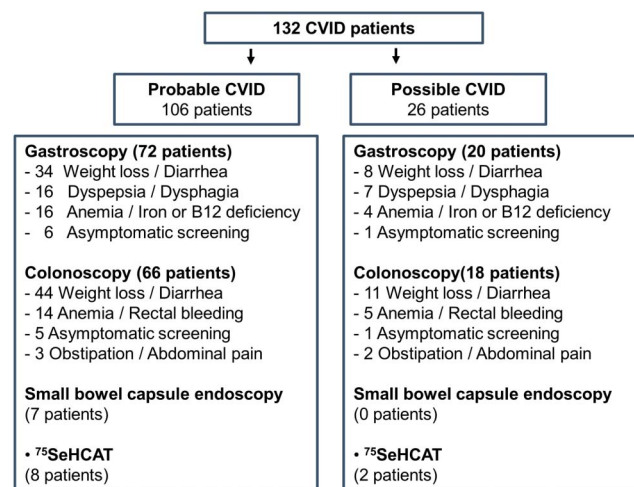 132 CVID patients
Probable CVID
106 patients
Possible CVID
26 patients
Gastroscopy (72 patients)
- 34 Weight loss / Diarrhea
- 16 Dyspepsia / Dysphagia
- 16 Anemia / Iron or B12 deficiency
- 6 Asymptomatic screening
Colonoscopy (66 patients)
- 44 Weight loss / Diarrhea
- 14 Anemia / Rectal bleeding
- 5 Asymptomatic screening
- 3 Obstipation / Abdominal pain
Small bowel capsule endoscopy
(7 patients)
• ⁷⁵SeHCAT
(8 patients)
Gastroscopy (20 patients)
- 8 Weight loss / Diarrhea
- 7 Dyspepsia / Dysphagia
- 4 Anemia / Iron or B12 deficiency
- 1 Asymptomatic screening
Colonoscopy(18 patients)
- 11 Weight loss / Diarrhea
- 5 Anemia / Rectal bleeding
- 1 Asymptomatic screening
- 2 Obstipation / Abdominal pain
Small bowel capsule endoscopy
(0 patients)
• ⁷⁵SeHCAT
(2 patients)